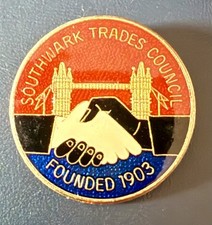 SOUTHWARK TRADES COUNCIL
FOUNDED 1903